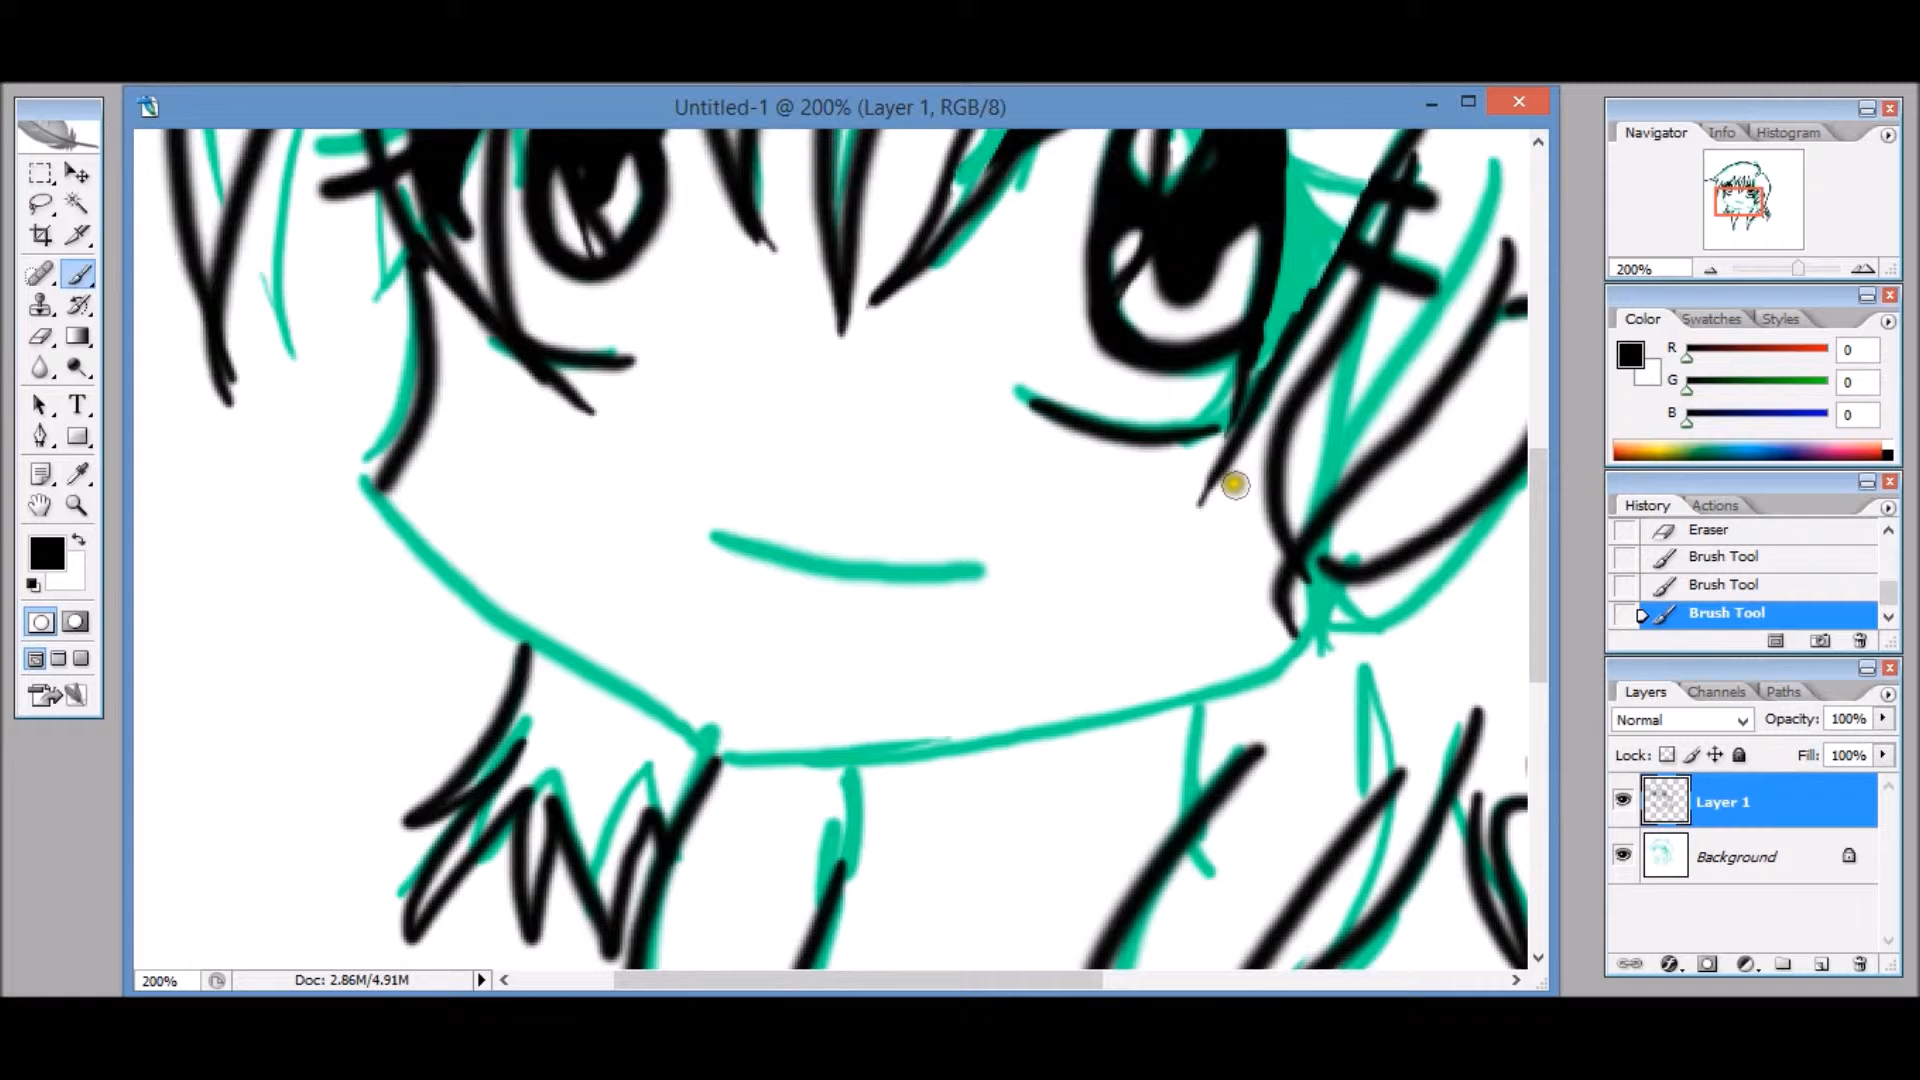 Untitled-1 @ 200% (Layer 1, RGB/8)
T
200%
Doc: 2.86M/4.91M
Navigator Info Histogram
200%
Color Swatches Styles
R 0
G 0
B 0
History Actions
Eraser
Brush Tool
Brush Tool
Brush Tool
Layers Channels Paths
Normal Opacity: 100%
Lock: Fill: 100%
Layer 1
Background